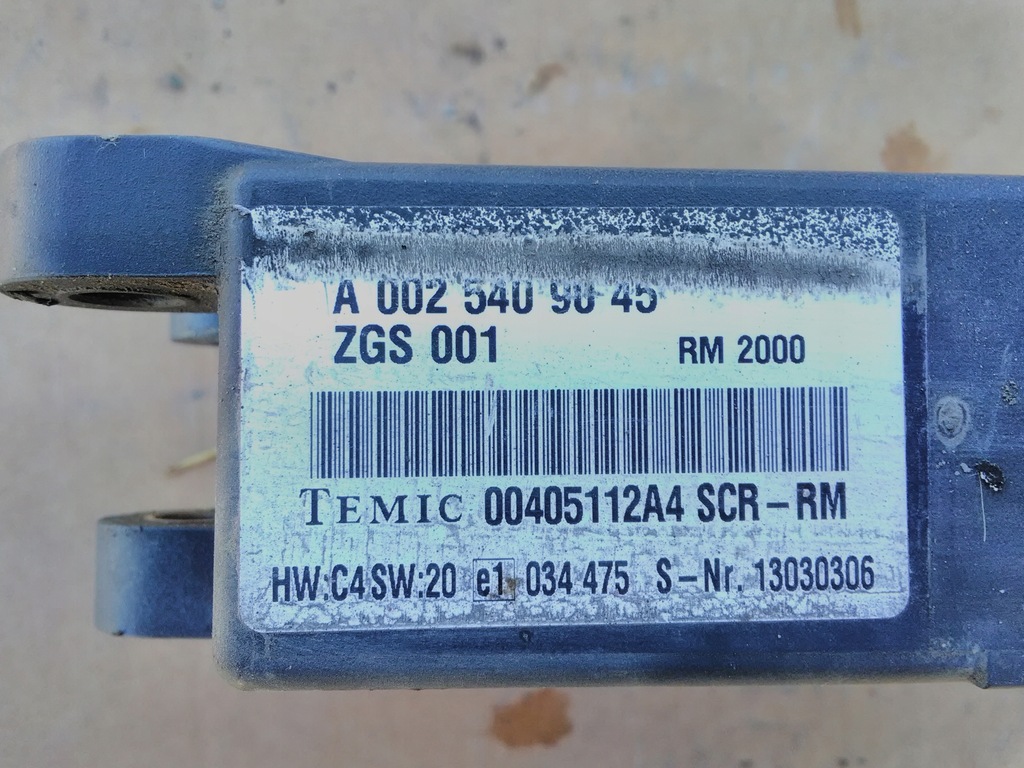 A 002 540 90 45
ZGS 001 RM 2000
TEMIC 00405112A4 SCR-RM
HW:C4 SW:20 e1 034 475 S-Nr. 13030306